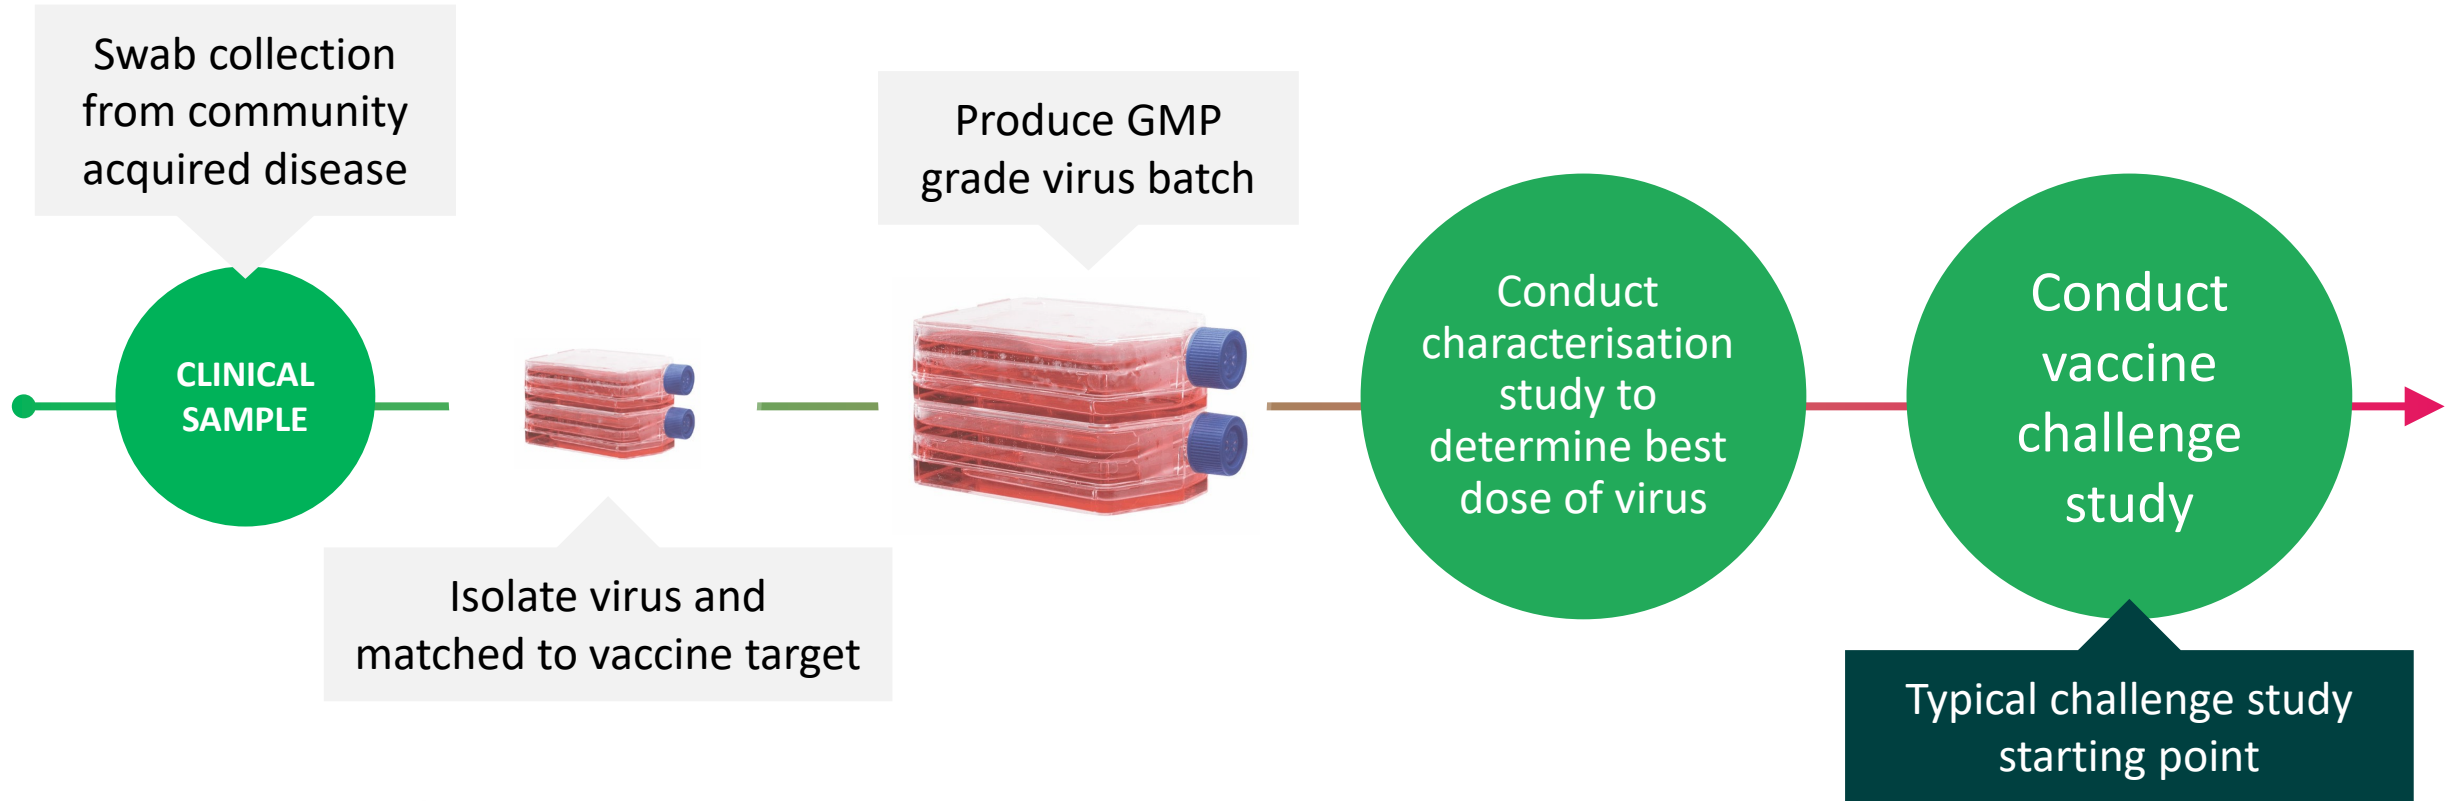 Swab collection
from community
acquired disease
CLINICAL
SAMPLE
Isolate virus and
matched to vaccine target
Produce GMP
grade virus batch
Conduct
characterisation
study to
determine best
dose of virus
Conduct
vaccine
challenge
study
Typical challenge study
starting point